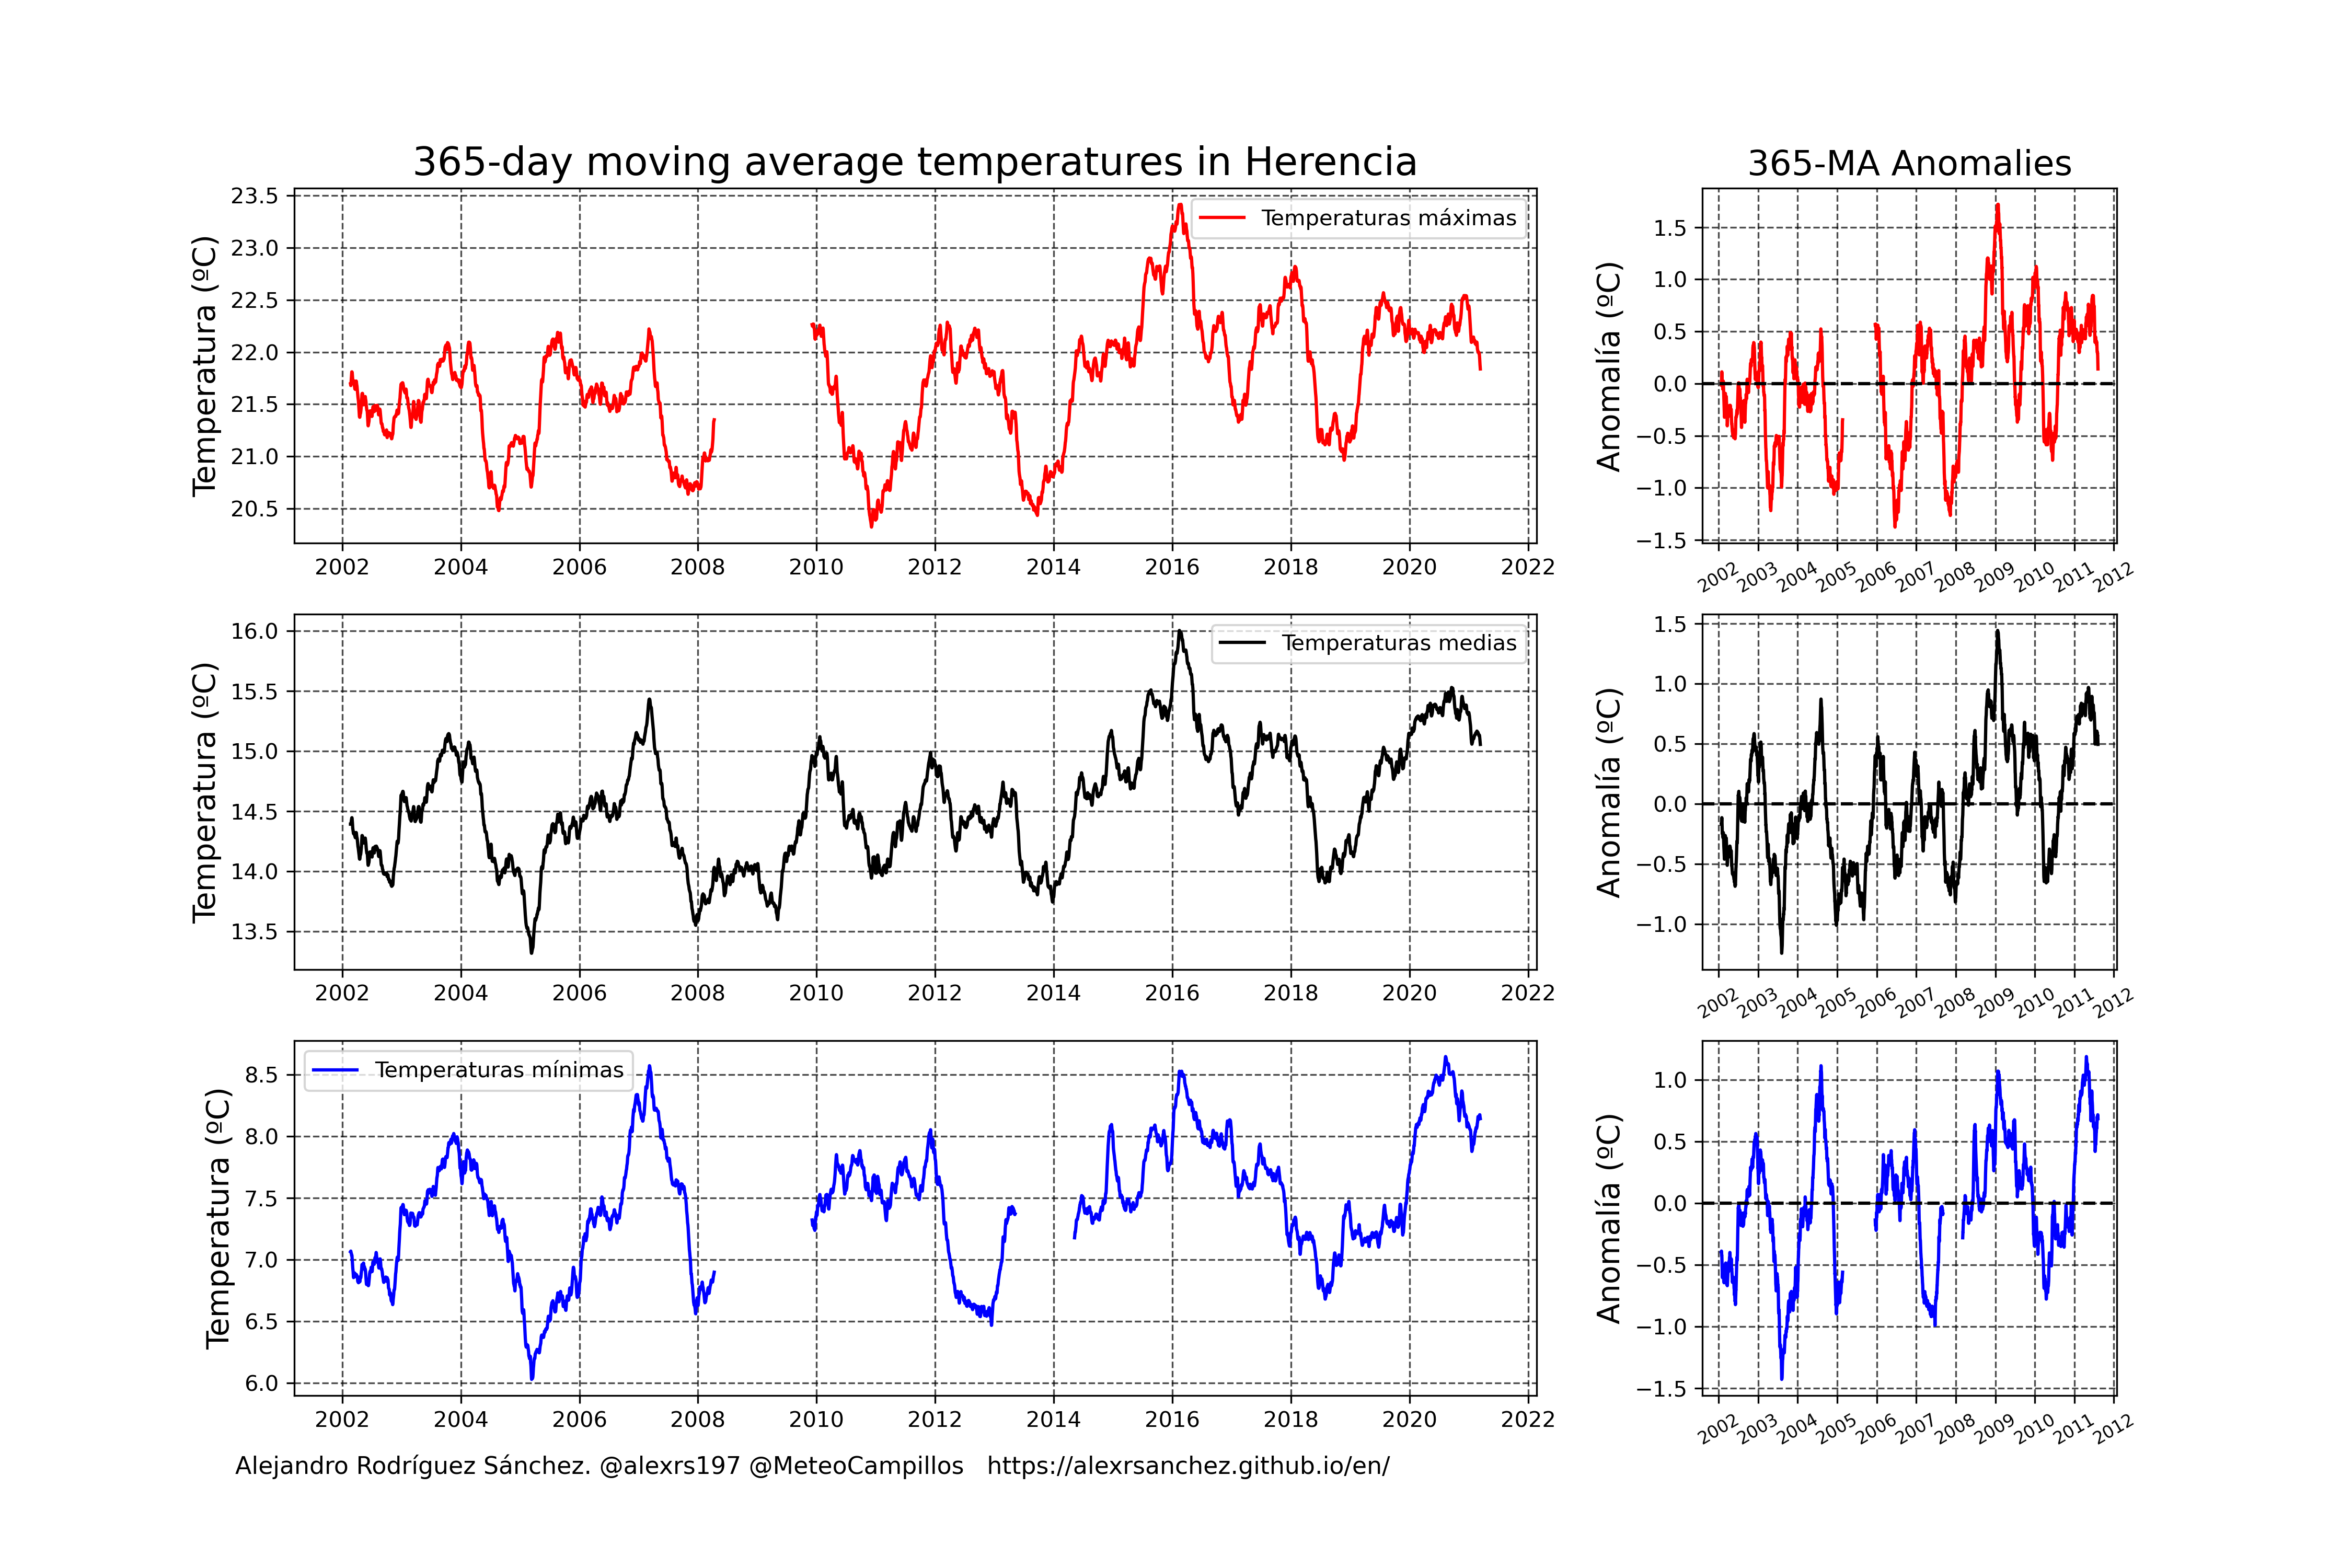 365-day moving average temperatures in Herencia
Temperatura (ºC)
23.5
23.0
22.5
22.0
21.5
21.0
20.5
Temperaturas máximas
2002 2004 2006 2008 2010 2012 2014 2016 2018 2020 2022
365-MA Anomalies
Anomalía (ºC)
1.5
1.0
0.5
0.0
−0.5
−1.0
−1.5
2002 2003 2004 2005 2006 2007 2008 2009 2010 2011 2012
Temperatura (ºC)
16.0
15.5
15.0
14.5
14.0
13.5
Temperaturas medias
2002 2004 2006 2008 2010 2012 2014 2016 2018 2020 2022
Anomalía (ºC)
1.5
1.0
0.5
0.0
−0.5
−1.0
2002 2003 2004 2005 2006 2007 2008 2009 2010 2011 2012
Temperatura (ºC)
8.5
8.0
7.5
7.0
6.5
6.0
Temperaturas mínimas
2002 2004 2006 2008 2010 2012 2014 2016 2018 2020 2022
Anomalía (ºC)
1.0
0.5
0.0
−0.5
−1.0
−1.5
2002 2003 2004 2005 2006 2007 2008 2009 2010 2011 2012
Alejandro Rodríguez Sánchez. @alexrs197 @MeteoCampillos https://alexrsanchez.github.io/en/